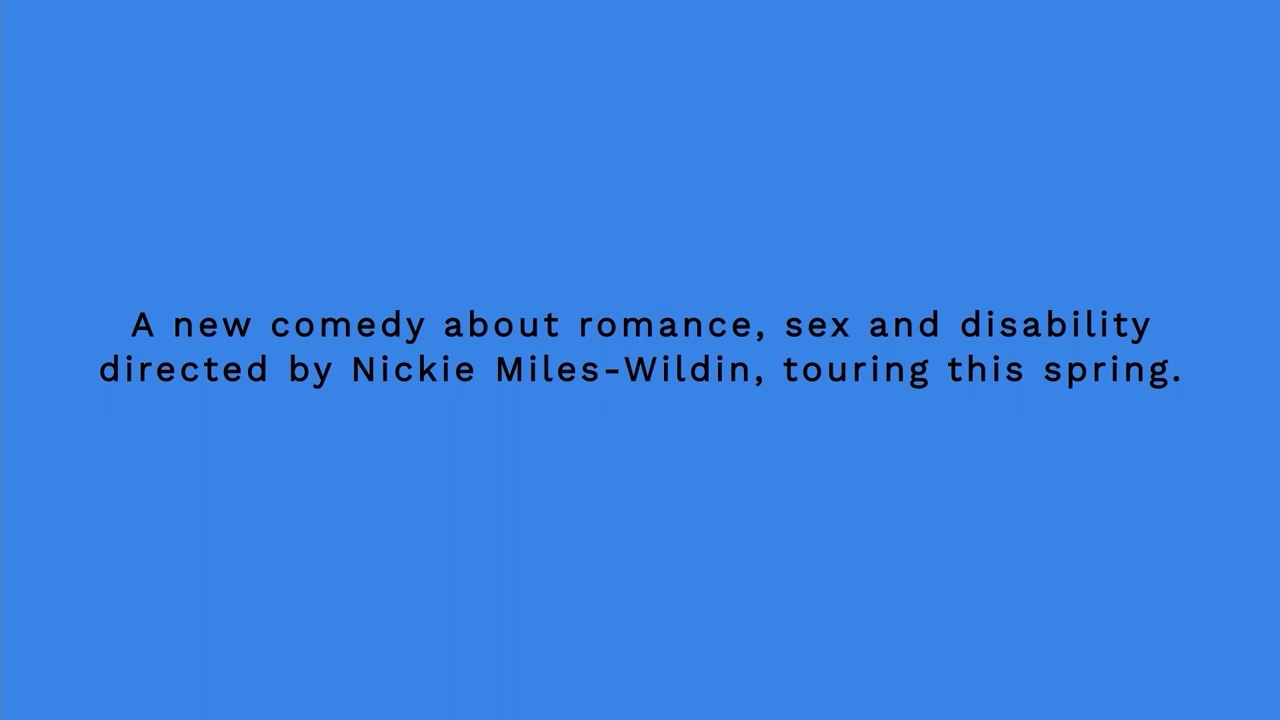 A new comedy about romance, sex and disability
directed by Nickie Miles-Wildin, touring this spring.